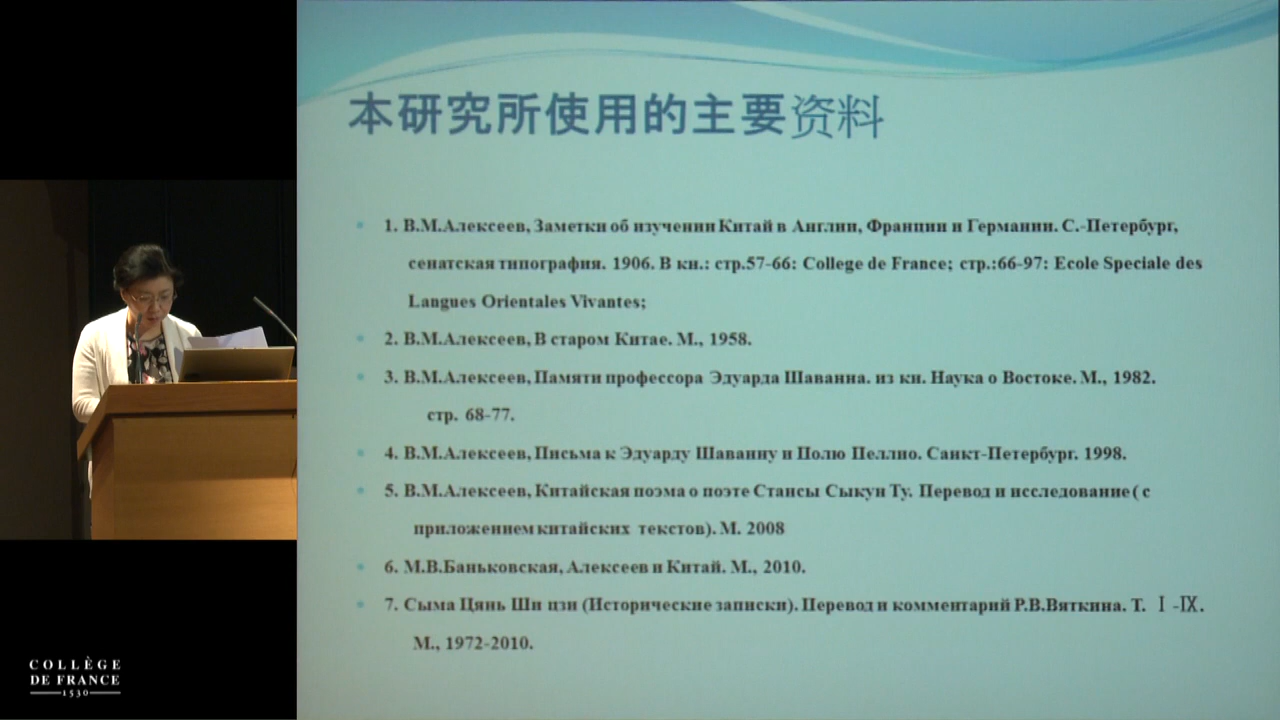 本研究所使用的主要资料
1. В.М.Алексеев, Заметки об изучении Китай в Англии, Франции и Германии. С.-Петербург,
сенатская типография. 1906. В кн.: стр.57-66: College de France; стр.:66-97: Ecole Speciale des
Langues Orientales Vivantes;
2. В.М.Алексеев, В старом Китае. М., 1958.
3. В.М.Алексеев, Памяти профессора Эдуарда Шаванна. из кн. Наука о Востоке. М., 1982.
стр. 68-77.
4. В.М.Алексеев, Письма к Эдуарду Шаванну и Полю Пеллио. Санкт-Петербург. 1998.
5. В.М.Алексеев, Китайская поэма о поэте Стансы Сыкун Ту. Перевод и исследование( с
приложением китайских текстов). М. 2008
6. М.В.Баньковская, Алексеев и Китай. М., 2010.
7. Сыма Цянь Ши цзи (Исторические записки). Перевод и комментарий Р.В.Вяткина. Т. Ⅰ-Ⅸ.
М., 1972-2010.
COLLÈGE
DE FRANCE
1530